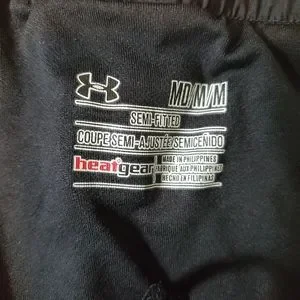 MD/M/M
SEMI-FITTED
COUPE SEMI-AJUSTÉE/SEMICEÑIDO
heatgear
MADE IN PHILIPPINES
FABRIQUÉ AUX PHILIPPINES
HECHO EN FILIPINAS